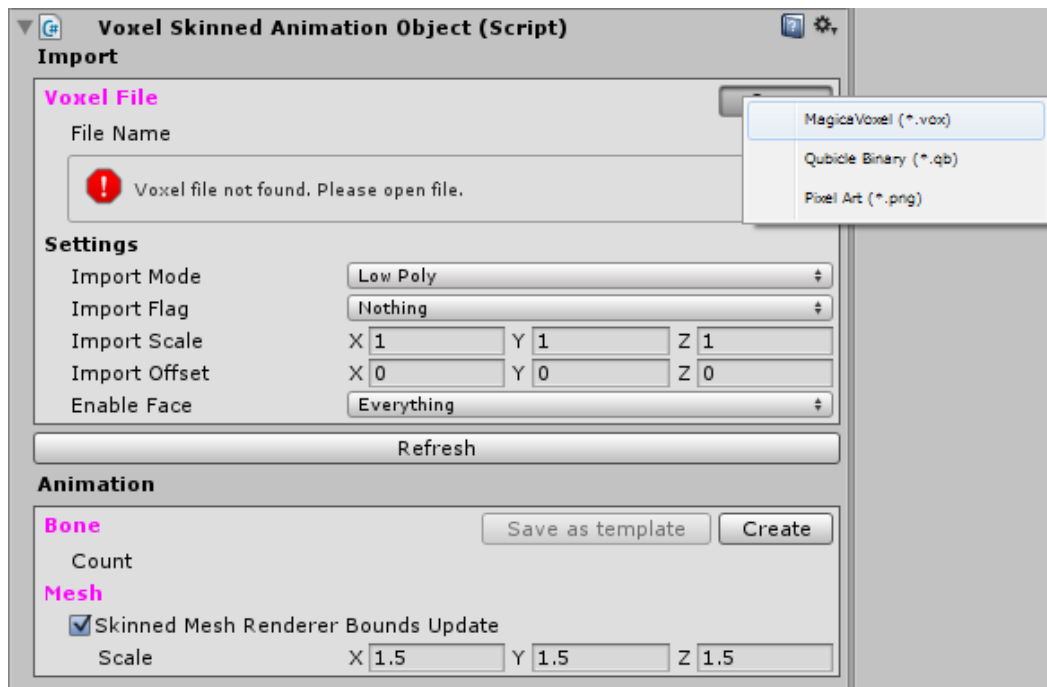 Voxel Skinned Animation Object (Script)
Import
Voxel File
MagicaVoxel (*.vox)
File Name
Qubicle Binary (*.qb)
Voxel file not found. Please open file.
Pixel Art (*.png)
Settings
Import Mode Low Poly
Import Flag Nothing
Import Scale X 1 Y 1 Z 1
Import Offset X 0 Y 0 Z 0
Enable Face Everything
Refresh
Animation
Bone Save as template Create
Count
Mesh
Skinned Mesh Renderer Bounds Update
Scale X 1.5 Y 1.5 Z 1.5